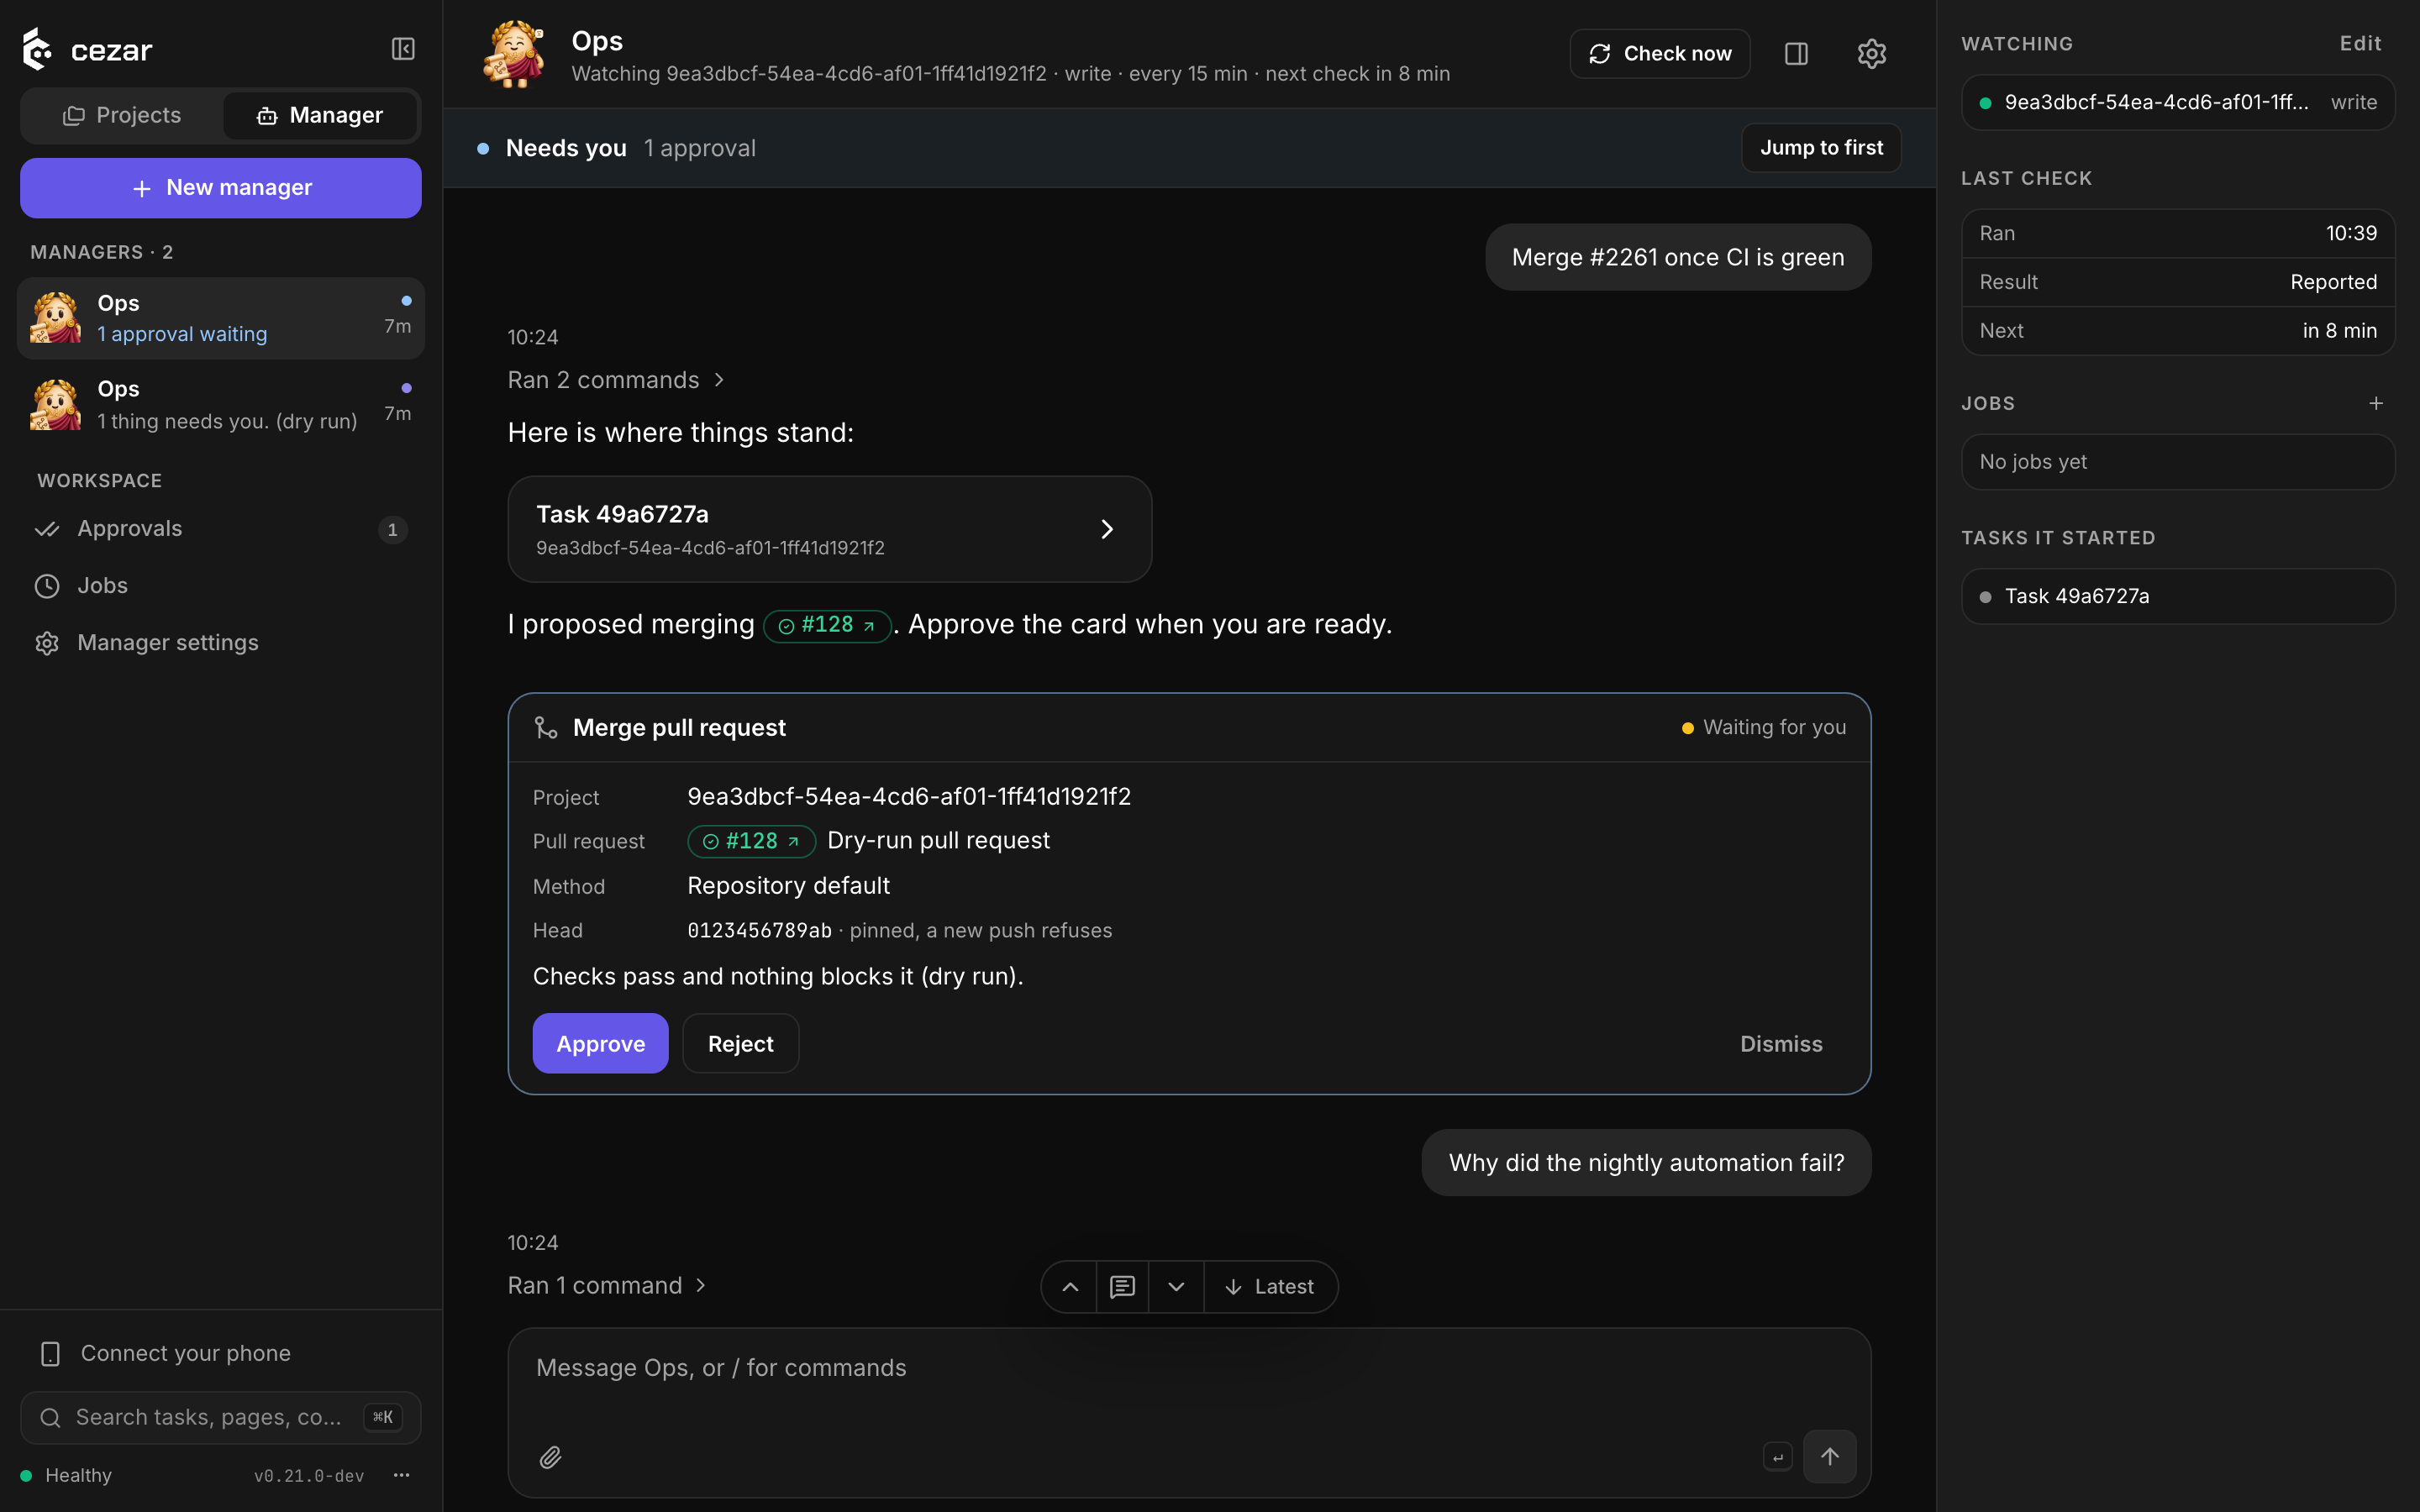 cezar
Projects
Manager
+ New manager
MANAGERS · 2
Ops
1 approval waiting
7m
Ops
1 thing needs you. (dry run)
7m
WORKSPACE
Approvals
1
Jobs
Manager settings
Connect your phone
Search tasks, pages, co...
⌘K
Healthy
v0.21.0-dev
Ops
Watching 9ea3dbcf-54ea-4cd6-af01-1ff41d1921f2 · write · every 15 min · next check in 8 min
Check now
Needs you 1 approval
Jump to first
Merge #2261 once CI is green
10:24
Ran 2 commands
Here is where things stand:
Task 49a6727a
9ea3dbcf-54ea-4cd6-af01-1ff41d1921f2
I proposed merging #128. Approve the card when you are ready.
Merge pull request
Waiting for you
Project 9ea3dbcf-54ea-4cd6-af01-1ff41d1921f2
Pull request #128 Dry-run pull request
Method Repository default
Head 0123456789ab · pinned, a new push refuses
Checks pass and nothing blocks it (dry run).
Approve
Reject
Dismiss
Why did the nightly automation fail?
10:24
Ran 1 command
Latest
Message Ops, or / for commands
WATCHING
Edit
9ea3dbcf-54ea-4cd6-af01-1ff... write
LAST CHECK
Ran 10:39
Result Reported
Next in 8 min
JOBS
No jobs yet
TASKS IT STARTED
Task 49a6727a